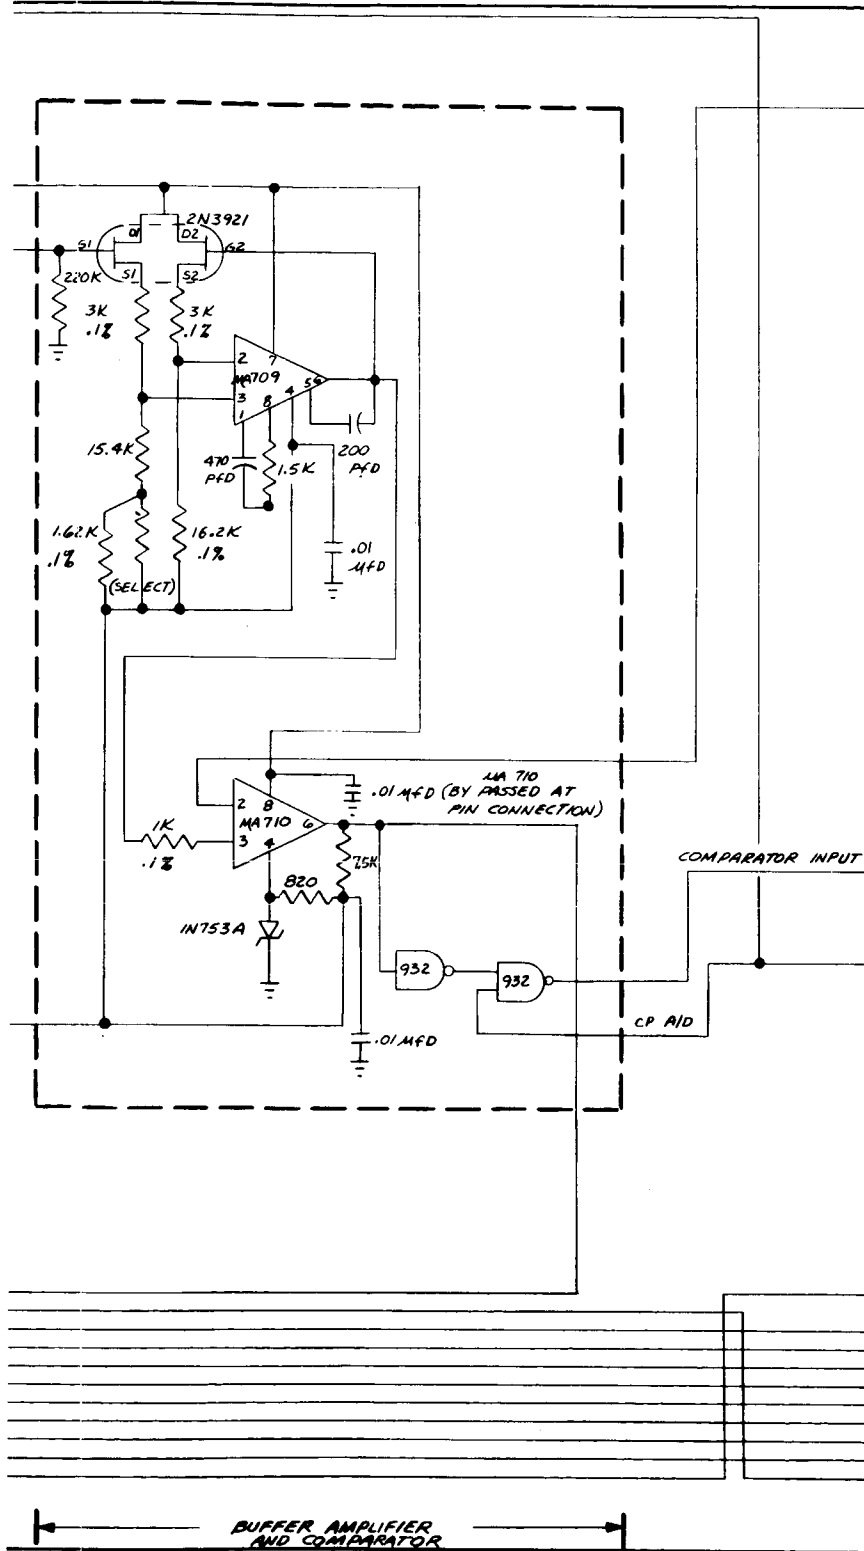 2N3921
D1 D2
G1 G2
S1 S2
220K
3K
.1%
3K
.1%
2
7
MA709
3
1
8
4
5
6
15.4K
470
PfD
1.5K
200
PfD
1.62K
.1%
16.2K
.1%
.01
MfD
(SELECT)
MA 710
.01 MfD (BY PASSED AT
PIN CONNECTION)
2
8
MA710
6
3
4
1K
.1%
7.5K
820
IN753A
COMPARATOR INPUT
932
932
CP A/D
.01 MfD
BUFFER AMPLIFIER
AND COMPARATOR